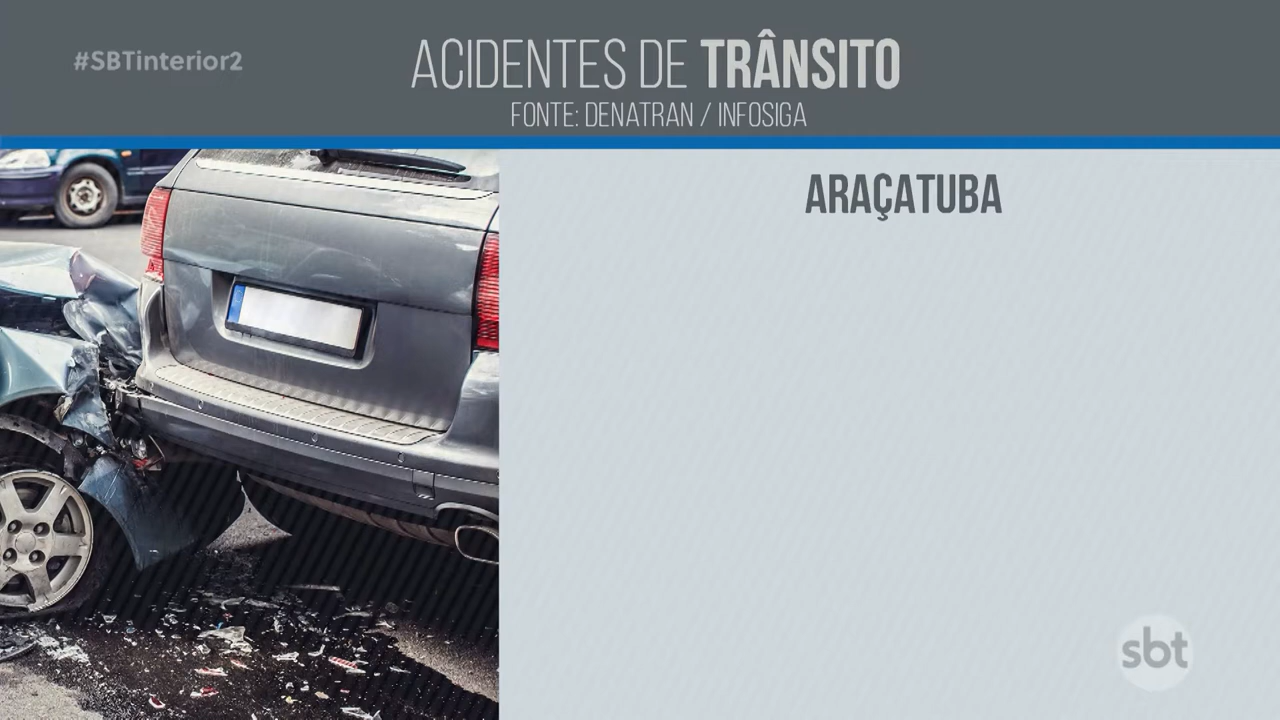 #SBTinterior2
ACIDENTES DE TRÂNSITO
FONTE: DENATRAN / INFOSIGA
ARAÇATUBA
sbt